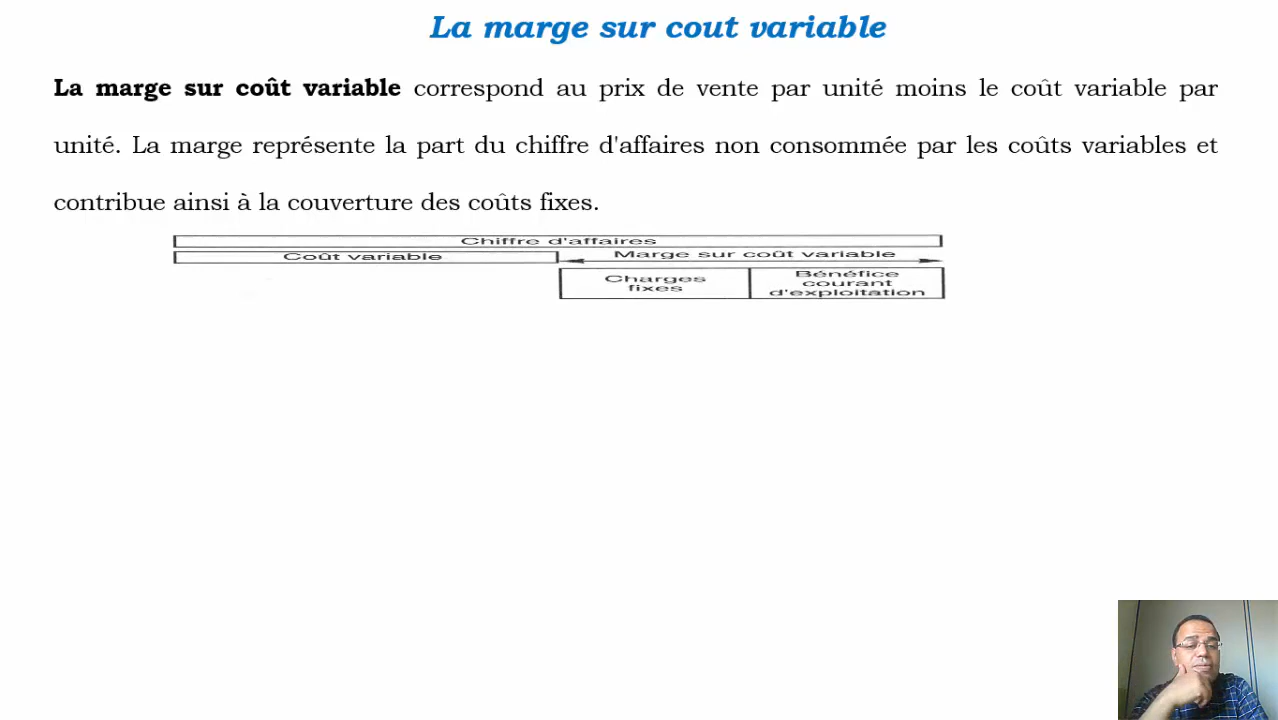 La marge sur cout variable
La marge sur coût variable correspond au prix de vente par unité moins le coût variable par
unité. La marge représente la part du chiffre d'affaires non consommée par les coûts variables et
contribue ainsi à la couverture des coûts fixes.
Chiffre d'affaires
Coût variable
Marge sur coût variable
Charges
fixes
Bénéfice
courant
d'exploitation